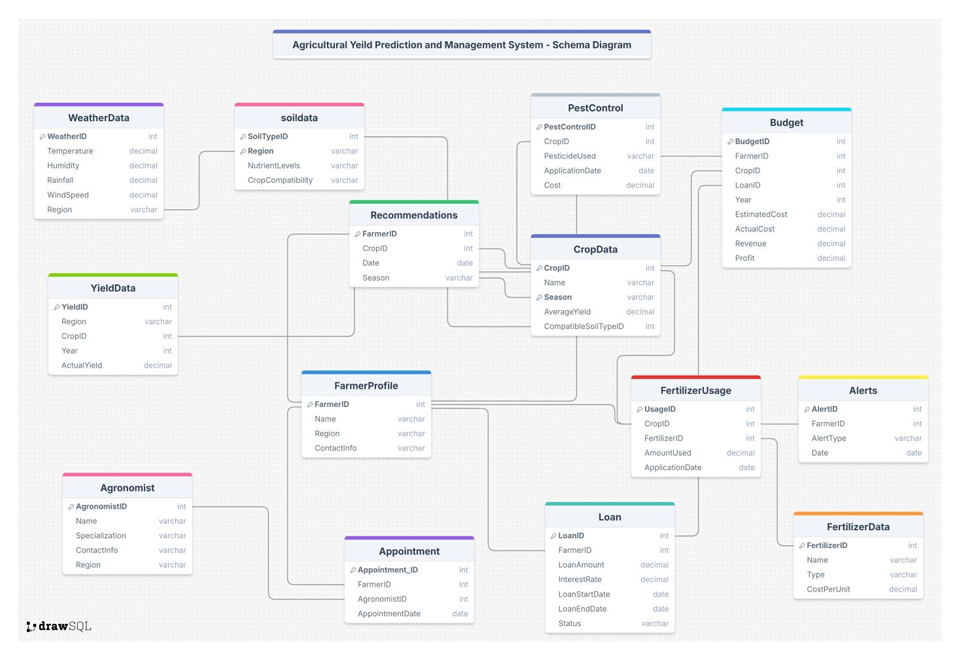 Agricultural Yeild Prediction and Management System - Schema Diagram
WeatherData
WeatherID int
Temperature decimal
Humidity decimal
Rainfall decimal
WindSpeed decimal
Region varchar
soildata
SoilTypeID int
Region varchar
NutrientLevels varchar
CropCompatibility varchar
PestControl
PestControlID int
CropID int
PesticideUsed varchar
ApplicationDate date
Cost decimal
Budget
BudgetID int
FarmerID int
CropID int
LoanID int
Year int
EstimatedCost decimal
ActualCost decimal
Revenue decimal
Profit decimal
Recommendations
FarmerID int
CropID int
Date date
Season varchar
CropData
CropID int
Name varchar
Season varchar
AverageYield decimal
CompatibleSoilTypeID int
YieldData
YieldID int
Region varchar
CropID int
Year int
ActualYield decimal
FarmerProfile
FarmerID int
Name varchar
Region varchar
ContactInfo varchar
FertilizerUsage
UsageID int
CropID int
FertilizerID int
AmountUsed decimal
ApplicationDate date
Alerts
AlertID int
FarmerID int
AlertType varchar
Date date
Agronomist
AgronomistID int
Name varchar
Specialization varchar
ContactInfo varchar
Region varchar
Appointment
Appointment_ID int
FarmerID int
AgronomistID int
AppointmentDate date
Loan
LoanID int
FarmerID int
LoanAmount decimal
InterestRate decimal
LoanStartDate date
LoanEndDate date
Status varchar
FertilizerData
FertilizerID int
Name varchar
Type varchar
CostPerUnit decimal
drawSQL